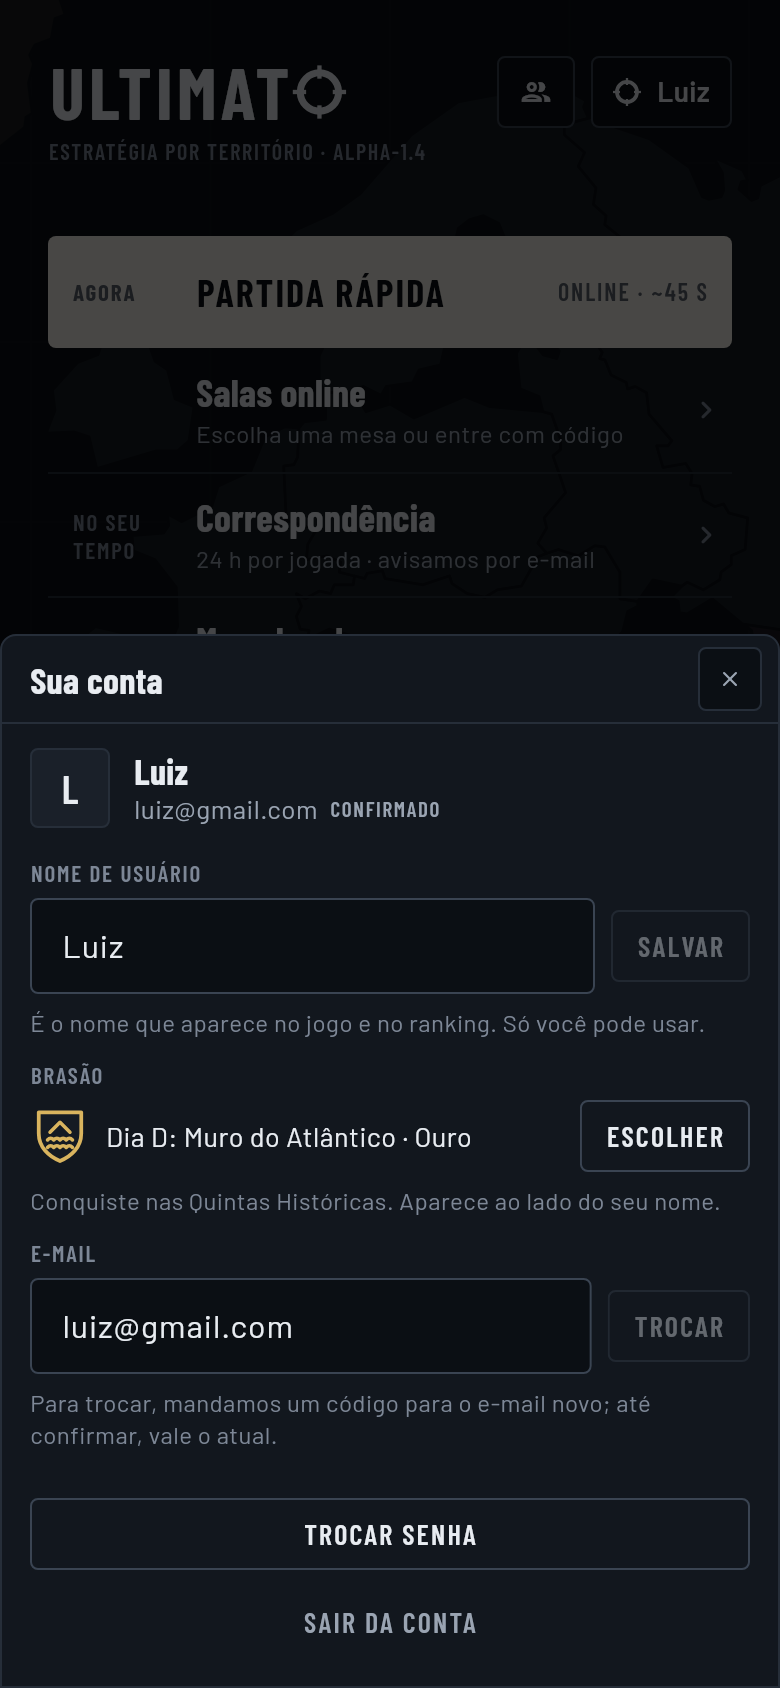 ULTIMATO
Luiz
ESTRATÉGIA POR TERRITÓRIO · ALPHA-1.4
AGORA
PARTIDA RÁPIDA
ONLINE · ~45 S
Salas online
Escolha uma mesa ou entre com código
NO SEU
TEMPO
Correspondência
24 h por jogada · avisamos por e-mail
Sua conta
L
Luiz
luiz@gmail.com CONFIRMADO
NOME DE USUÁRIO
Luiz
SALVAR
É o nome que aparece no jogo e no ranking. Só você pode usar.
BRASÃO
Dia D: Muro do Atlântico · Ouro
ESCOLHER
Conquiste nas Quintas Históricas. Aparece ao lado do seu nome.
E-MAIL
luiz@gmail.com
TROCAR
Para trocar, mandamos um código para o e-mail novo; até
confirmar, vale o atual.
TROCAR SENHA
SAIR DA CONTA